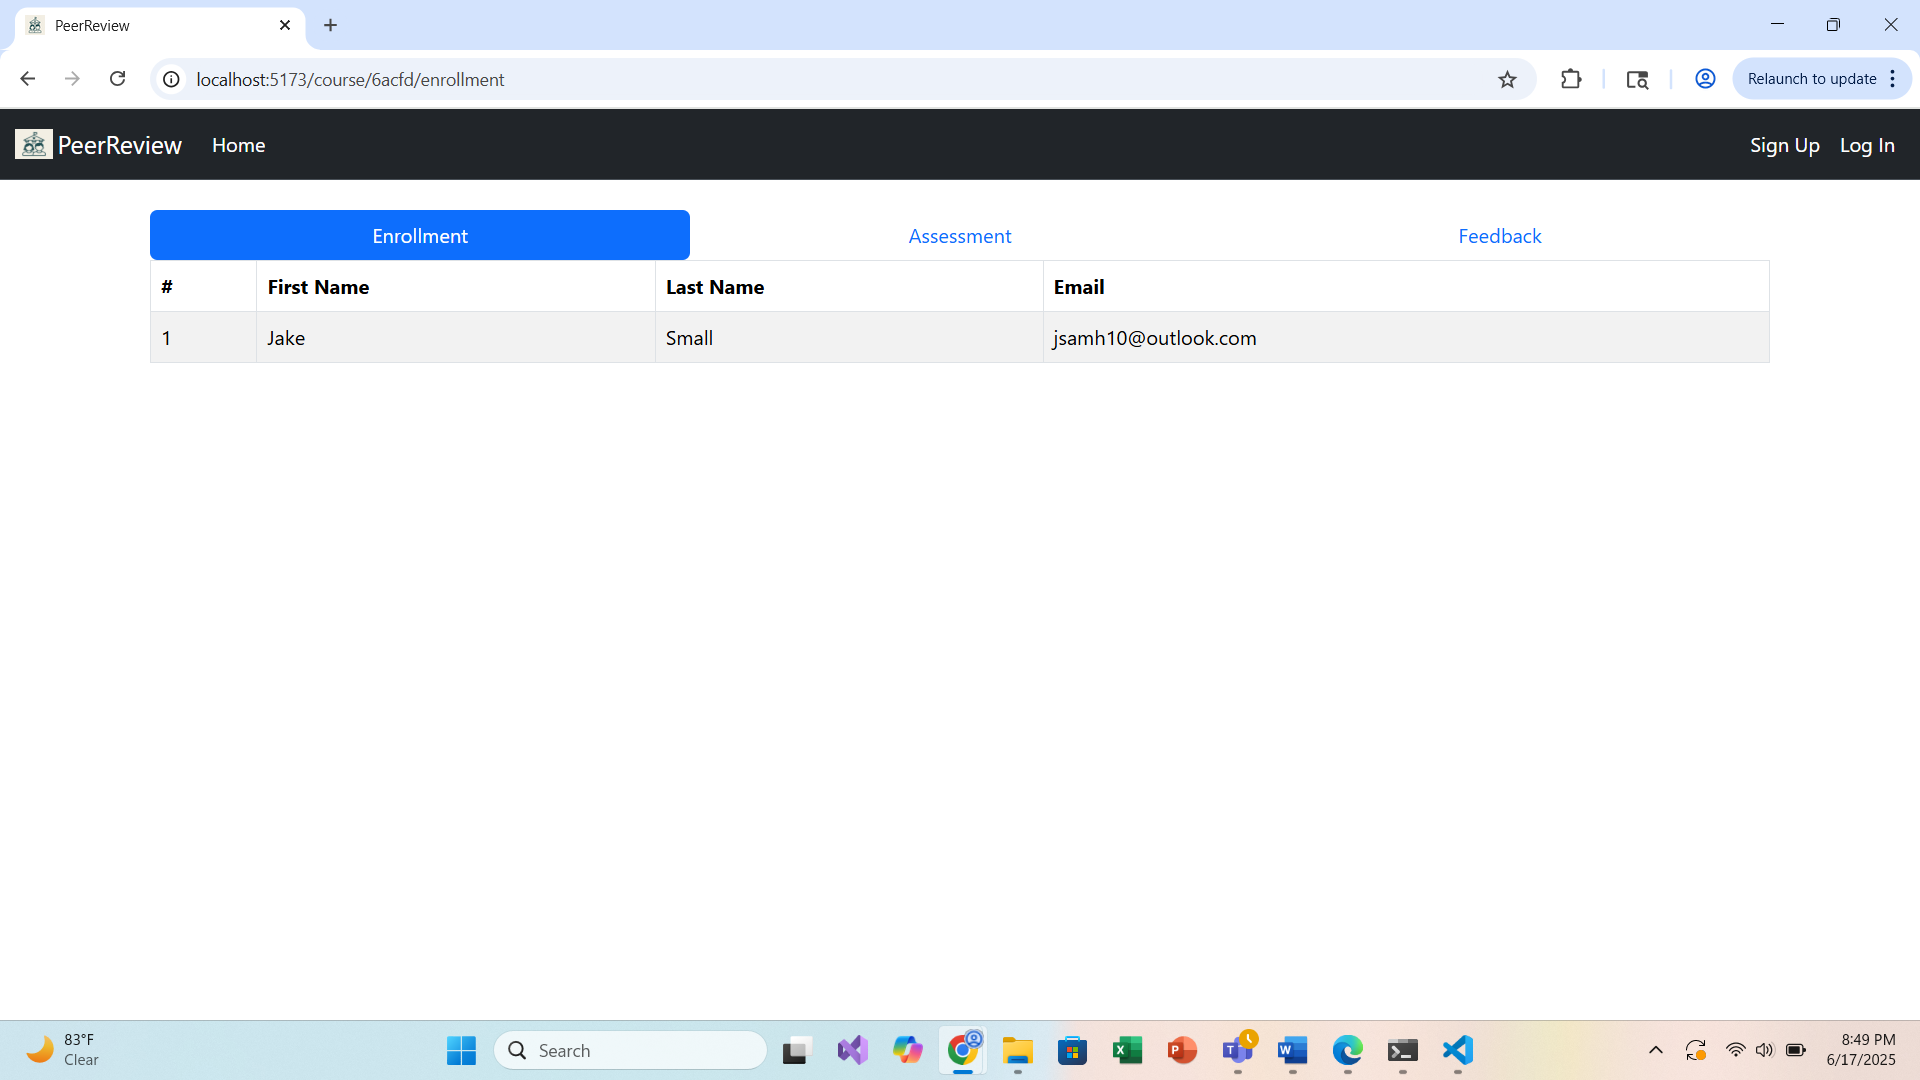 PeerReview
localhost:5173/course/6acfd/enrollment
Relaunch to update
PeerReview Home Sign Up Log In
Enrollment Assessment Feedback
# First Name Last Name Email
1 Jake Small jsamh10@outlook.com
83°F
Clear
Search
8:49 PM
6/17/2025